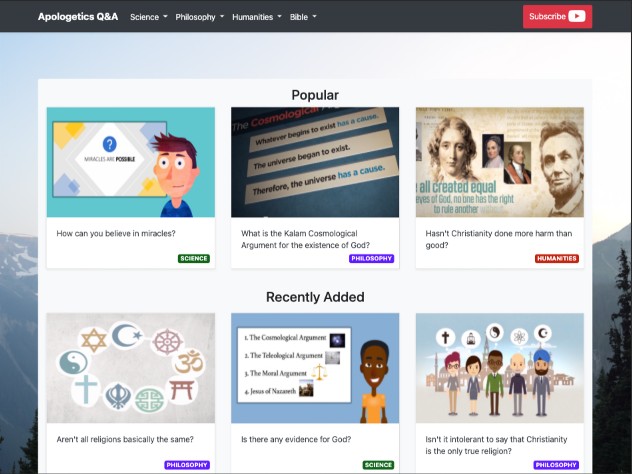 Apologetics Q&A Science Philosophy Humanities Bible Subscribe
Popular
MIRACLES ARE POSSIBLE
The Cosmological
Whatever begins to exist has a cause.
The universe began to exist.
Therefore, the universe has a cause.
all created equal
eyes of God, no one has the right
to rule another
How can you believe in miracles?
SCIENCE
What is the Kalam Cosmological
Argument for the existence of God?
PHILOSOPHY
Hasn't Christianity done more harm than
good?
HUMANITIES
Recently Added
1. The Cosmological Argument
2. The Teleological Argument
3. The Moral Argument
4. Jesus of Nazareth
Aren't all religions basically the same?
PHILOSOPHY
Is there any evidence for God?
SCIENCE
Isn't it intolerant to say that Christianity
is the only true religion?
PHILOSOPHY